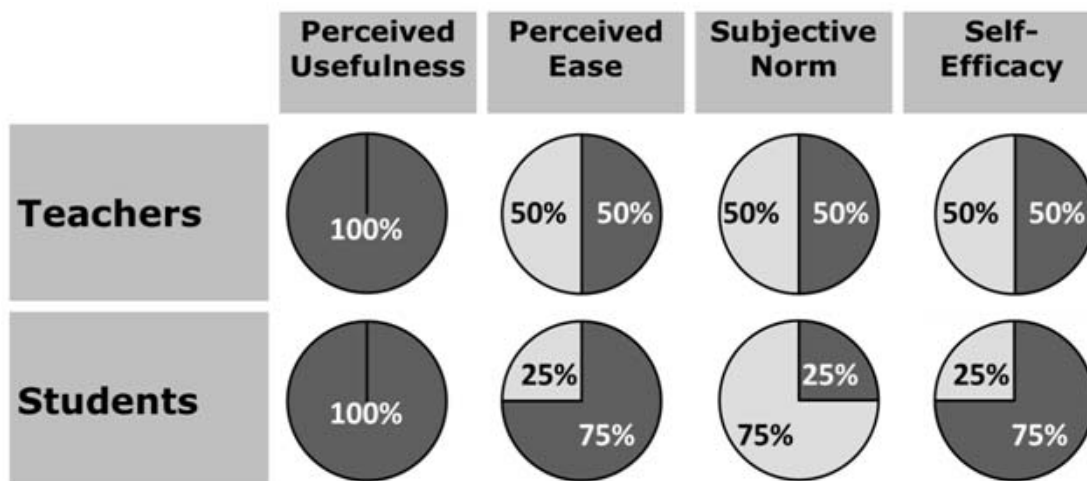 Perceived
Usefulness
Perceived
Ease
Subjective
Norm
Self-
Efficacy
Teachers
100%
50%
50%
50%
50%
50%
50%
Students
100%
25%
75%
25%
75%
25%
75%